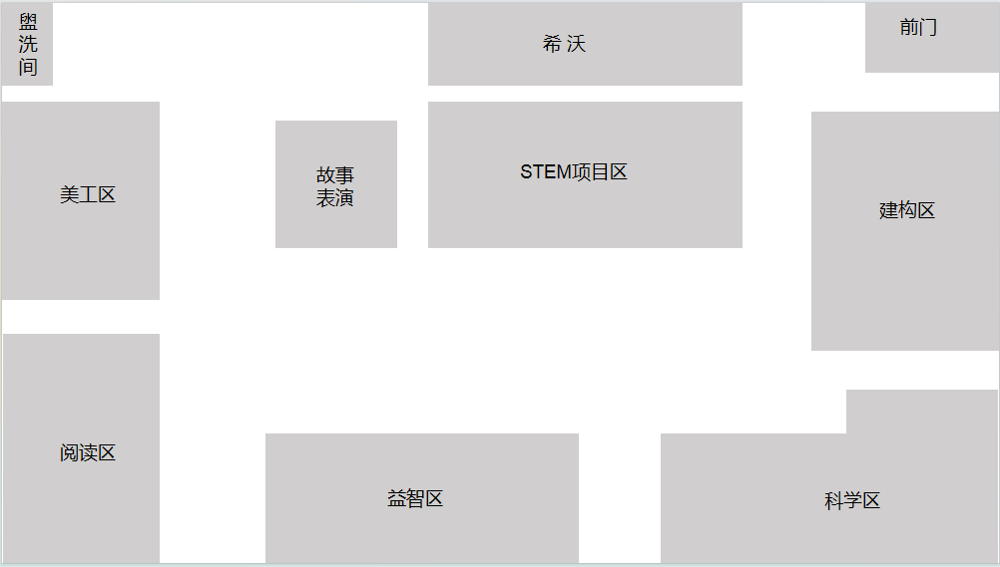 盥
洗
间
希 沃
前门
美工区
故事
表演
STEM项目区
建构区
阅读区
益智区
科学区